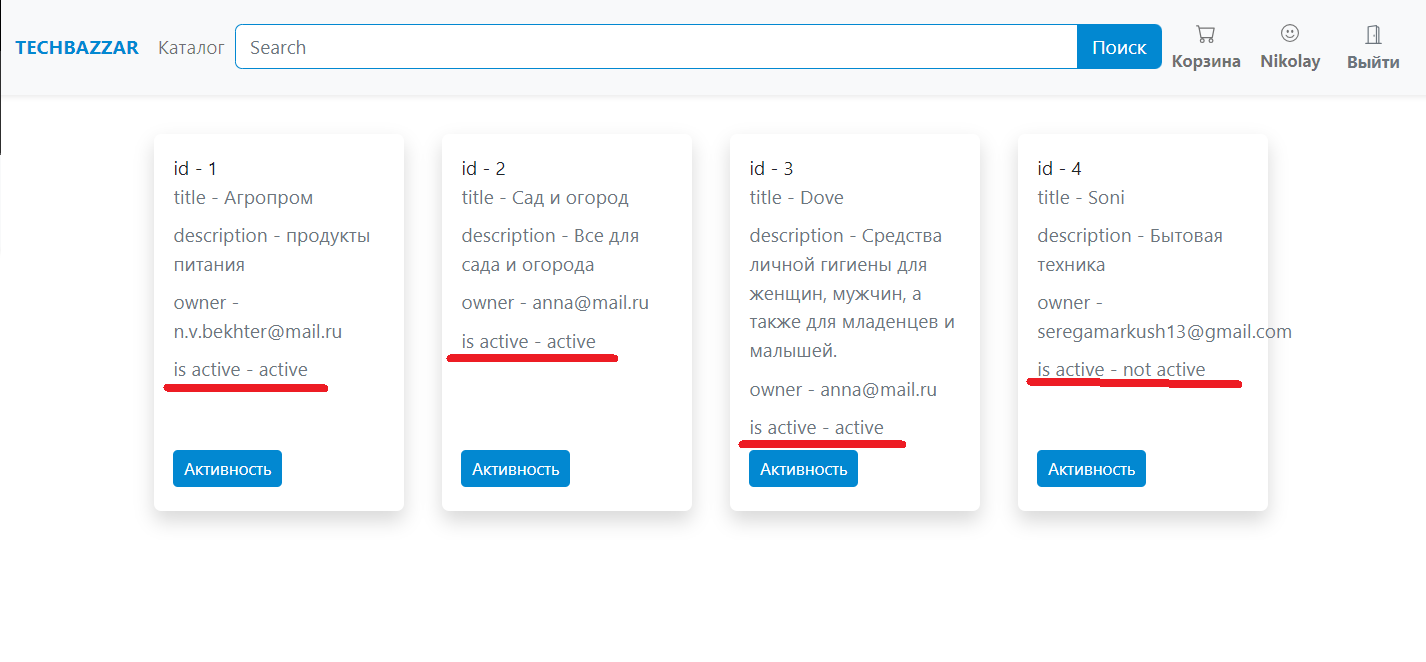 TECHBAZZAR Каталог Search Поиск Корзина Nikolay Выйти
id - 1
title - Агропром
description - продукты
питания
owner -
n.v.bekhter@mail.ru
is active - active
Активность
id - 2
title - Сад и огород
description - Все для
сада и огорода
owner - anna@mail.ru
is active - active
Активность
id - 3
title - Dove
description - Средства
личной гигиены для
женщин, мужчин, а
также для младенцев и
малышей.
owner - anna@mail.ru
is active - active
Активность
id - 4
title - Soni
description - Бытовая
техника
owner -
seregamarkush13@gmail.com
is active - not active
Активность